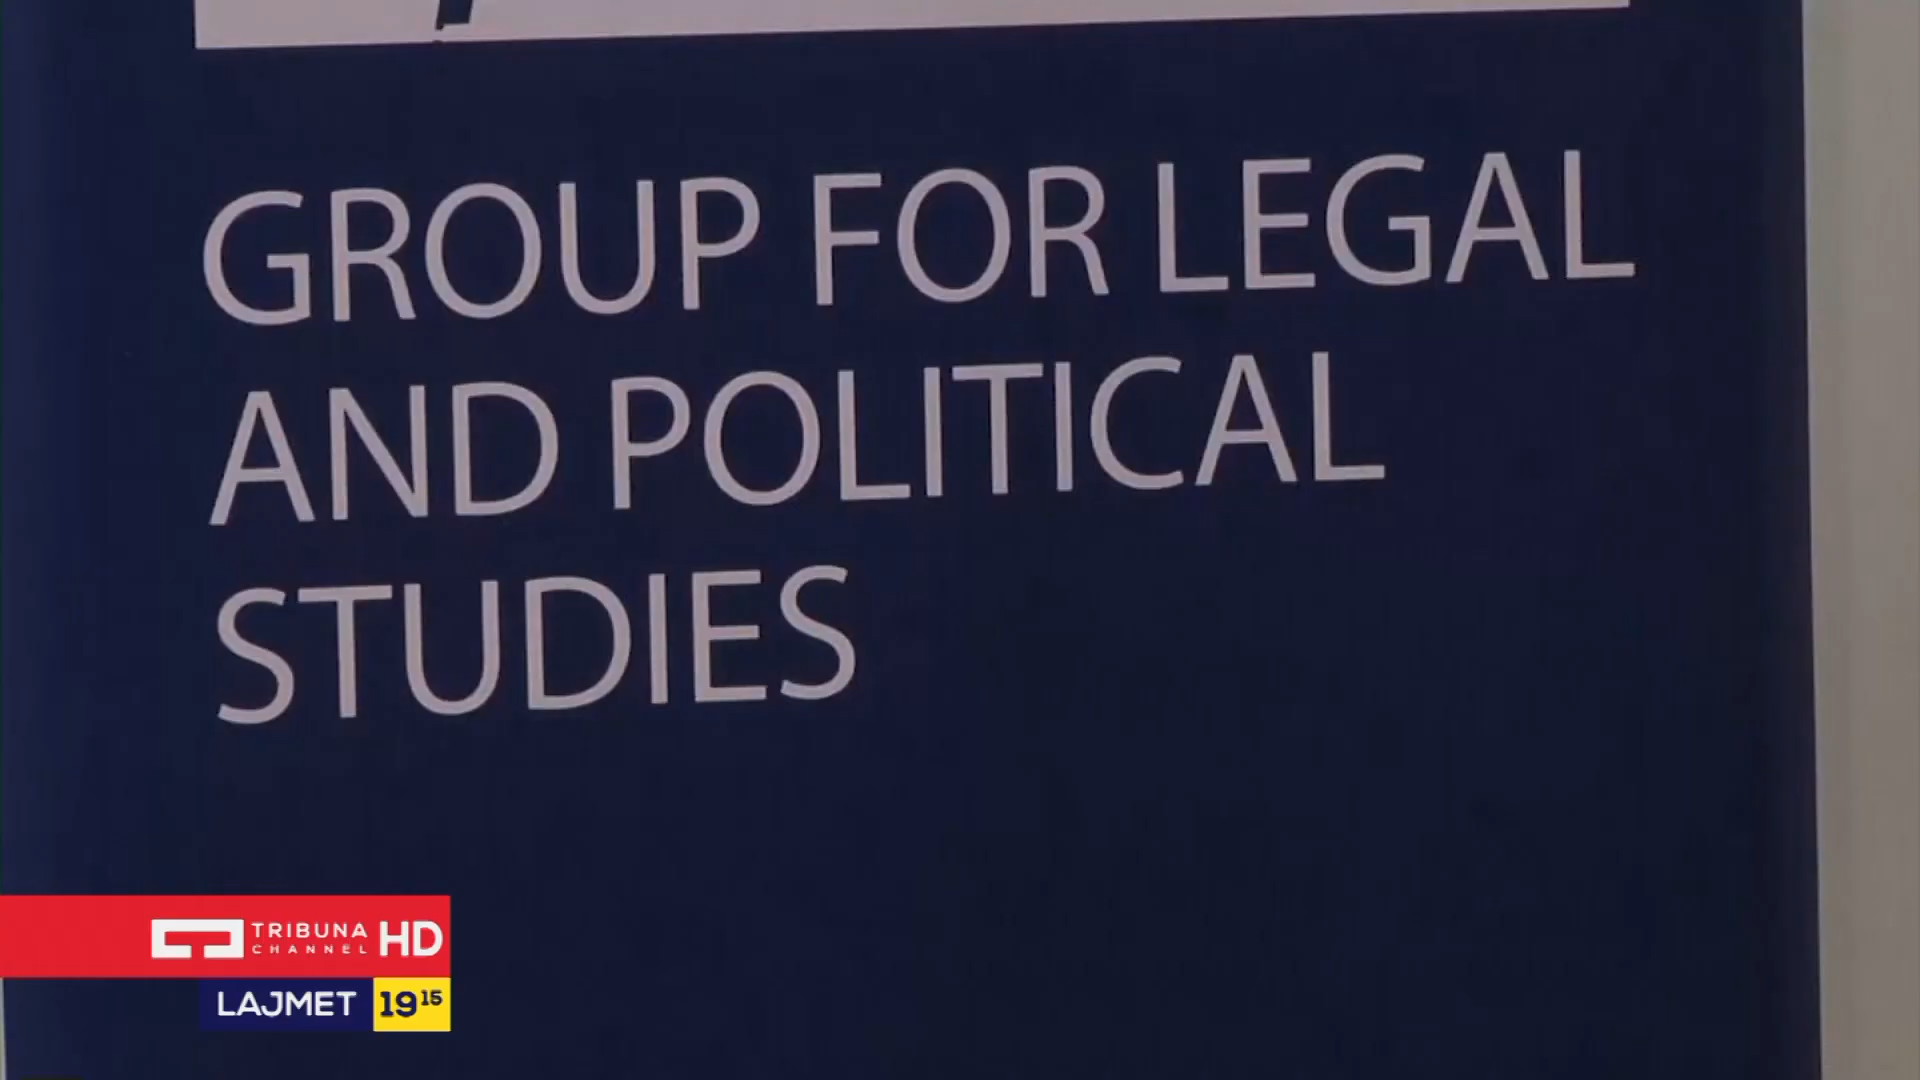 GROUP FOR LEGAL
AND POLITICAL
STUDIES
TRIBUNA
CHANNEL
HD
LAJMET 19 15